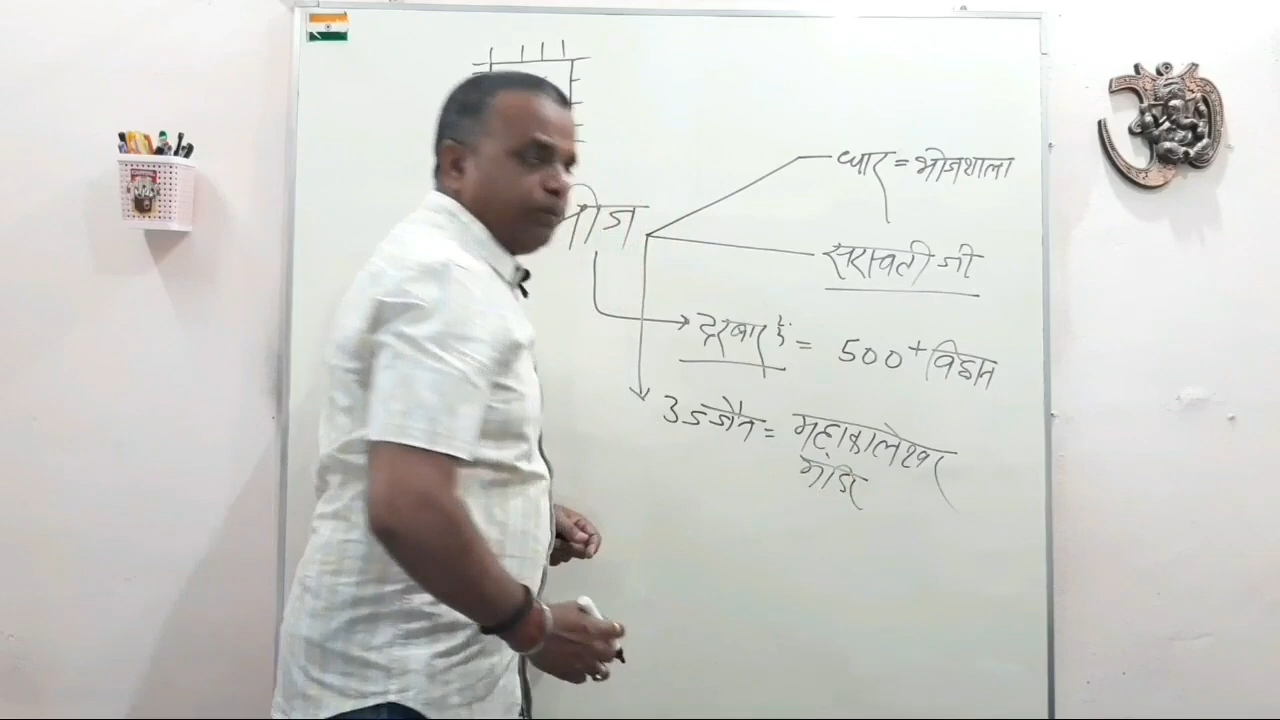 धार = भोजशाला
भोज
सरस्वती जी
दरबार में = 500+ विद्वान
उज्जैन = महाकालेश्वर
मंदिर